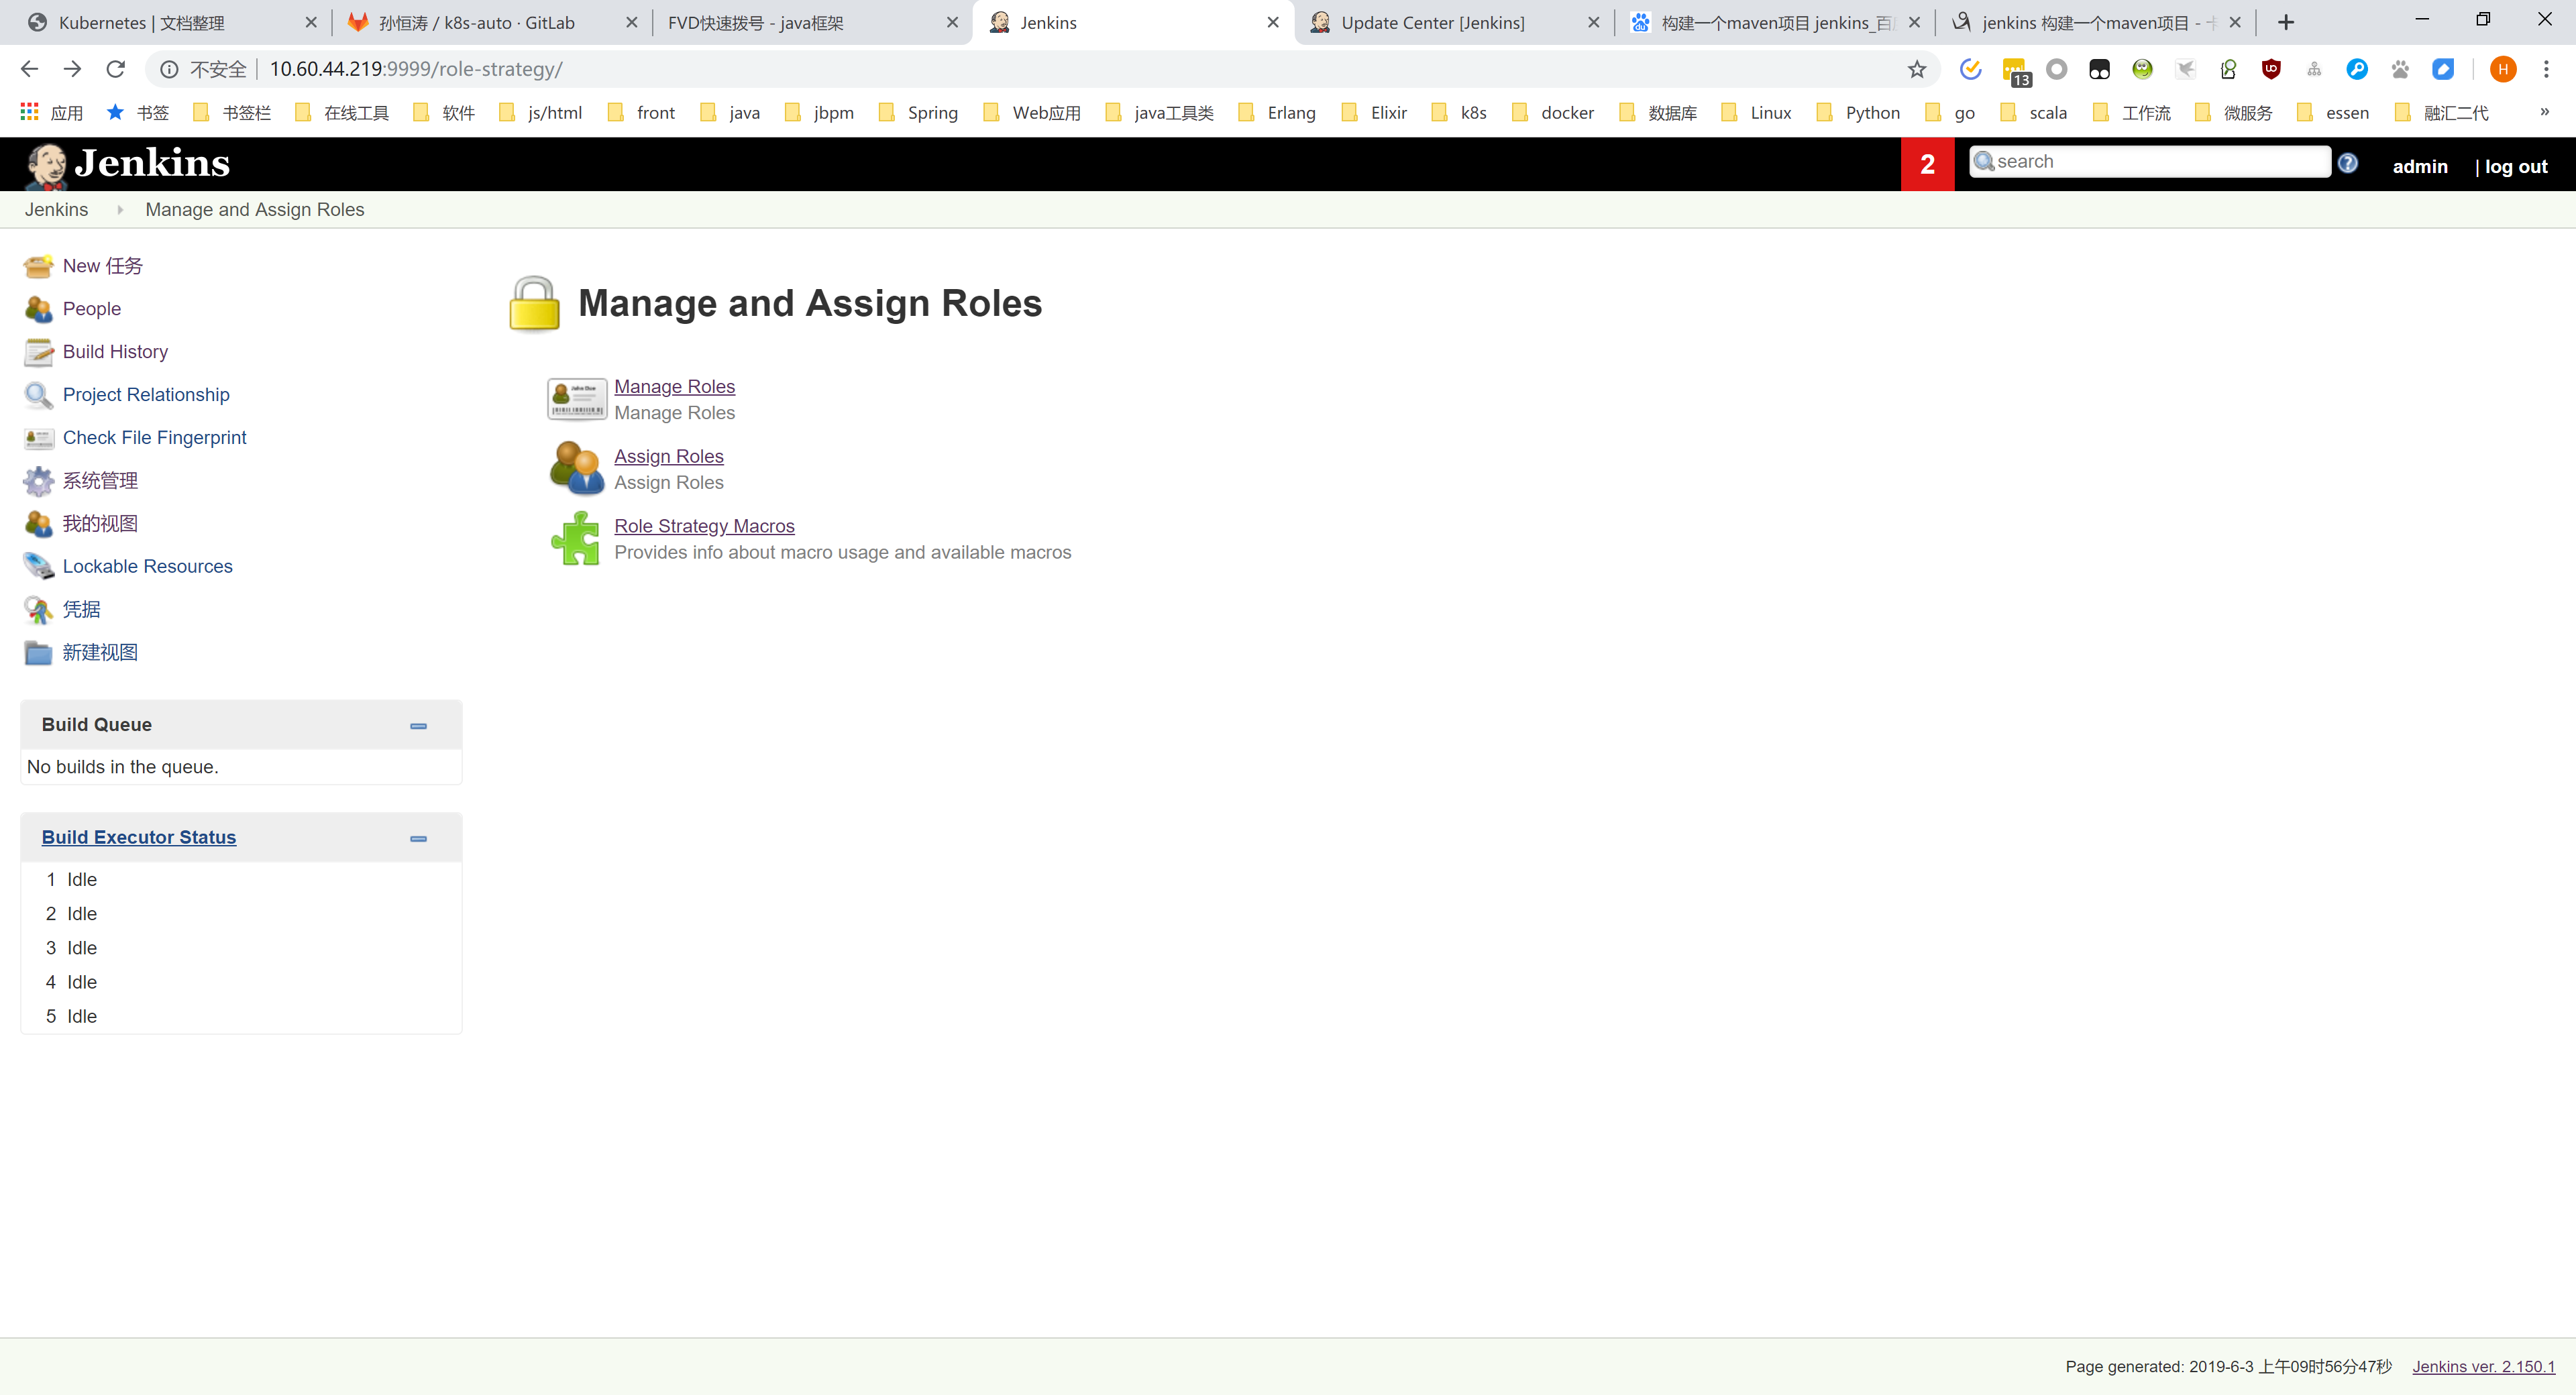 Kubernetes | 文档整理
孙恒涛 / k8s-auto · GitLab
FVD快速拨号 - java框架
Jenkins
Update Center [Jenkins]
构建一个maven项目 jenkins_百
jenkins 构建一个maven项目 -
不安全 10.60.44.219:9999/role-strategy/
13
H
应用 书签 书签栏 在线工具 软件 js/html front java jbpm Spring Web应用 java工具类 Erlang Elixir k8s docker 数据库 Linux Python go scala 工作流 微服务 essen 融汇二代 »
Jenkins
2
search
admin | log out
Jenkins Manage and Assign Roles
New 任务
People
Build History
Project Relationship
Check File Fingerprint
系统管理
我的视图
Lockable Resources
凭据
新建视图
Build Queue
No builds in the queue.
Build Executor Status
1 Idle
2 Idle
3 Idle
4 Idle
5 Idle
Manage and Assign Roles
Manage Roles
Manage Roles
Assign Roles
Assign Roles
Role Strategy Macros
Provides info about macro usage and available macros
Page generated: 2019-6-3 上午09时56分47秒 Jenkins ver. 2.150.1